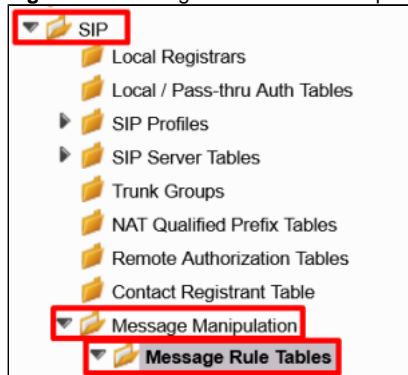 SIP
Local Registrars
Local / Pass-thru Auth Tables
SIP Profiles
SIP Server Tables
Trunk Groups
NAT Qualified Prefix Tables
Remote Authorization Tables
Contact Registrant Table
Message Manipulation
Message Rule Tables